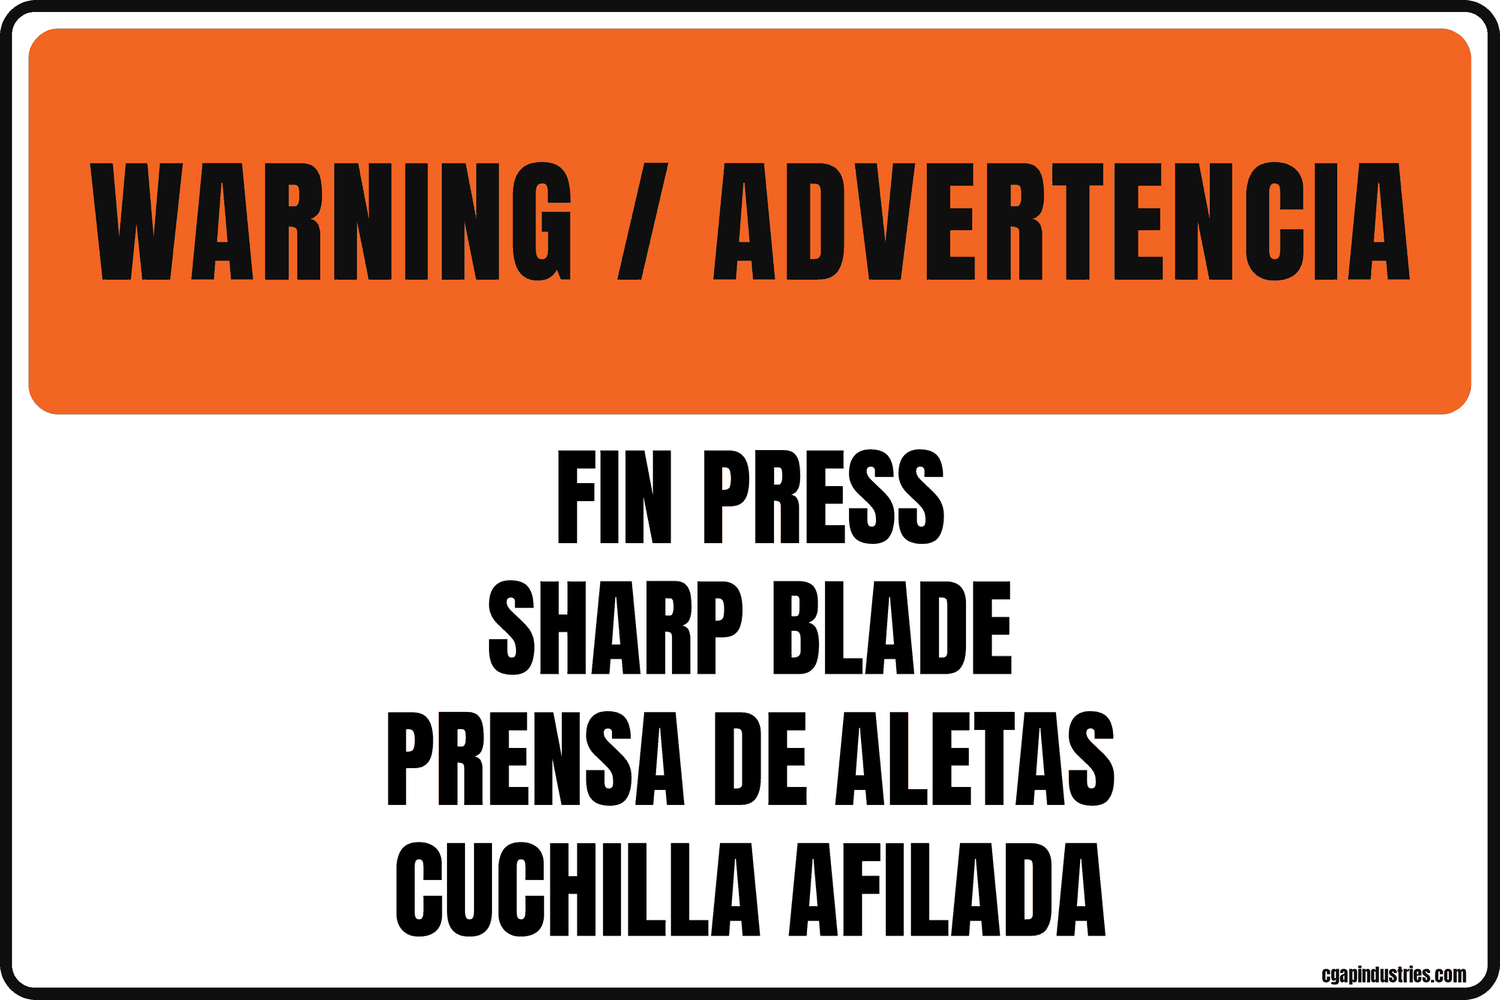 WARNING / ADVERTENCIA
FIN PRESS
SHARP BLADE
PRENSA DE ALETAS
CUCHILLA AFILADA
cgapindustries.com